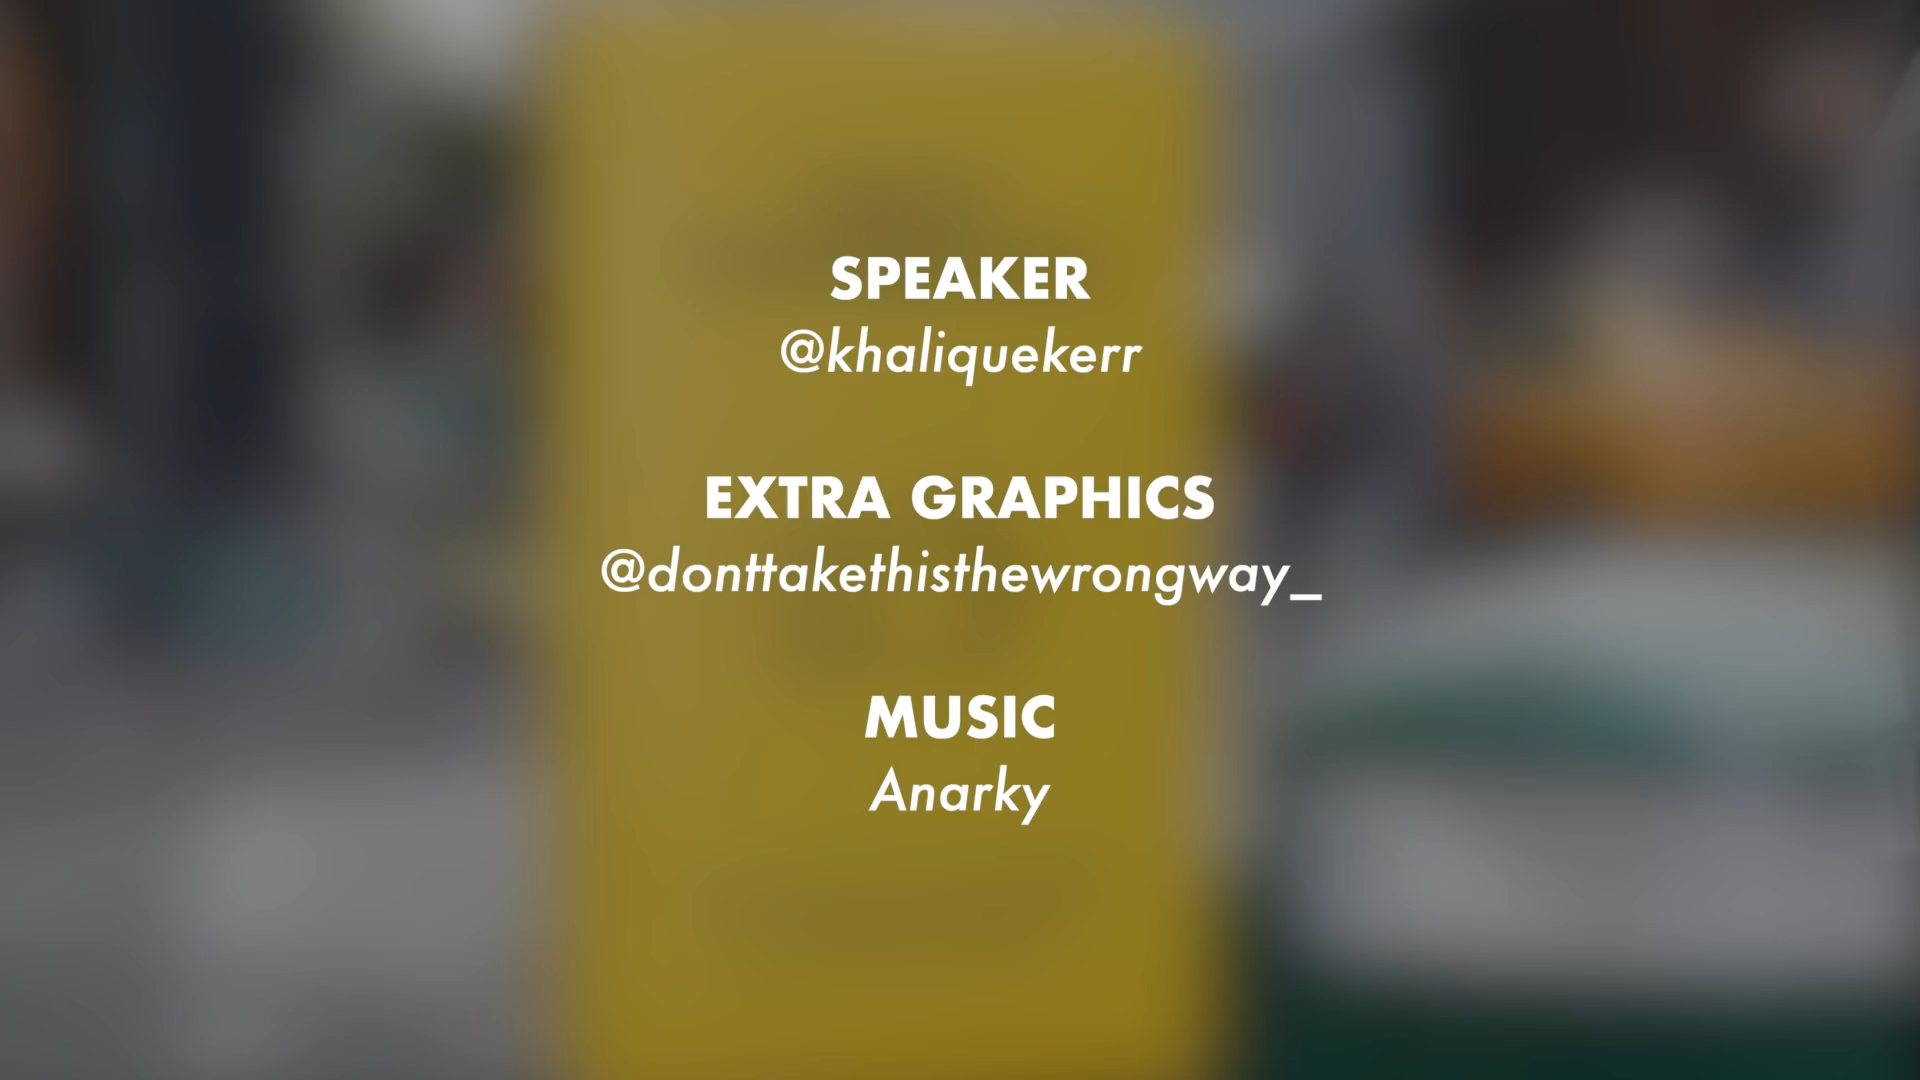 SPEAKER
@khaliquekerr
EXTRA GRAPHICS
@donttakethisthewrongway_
MUSIC
Anarky